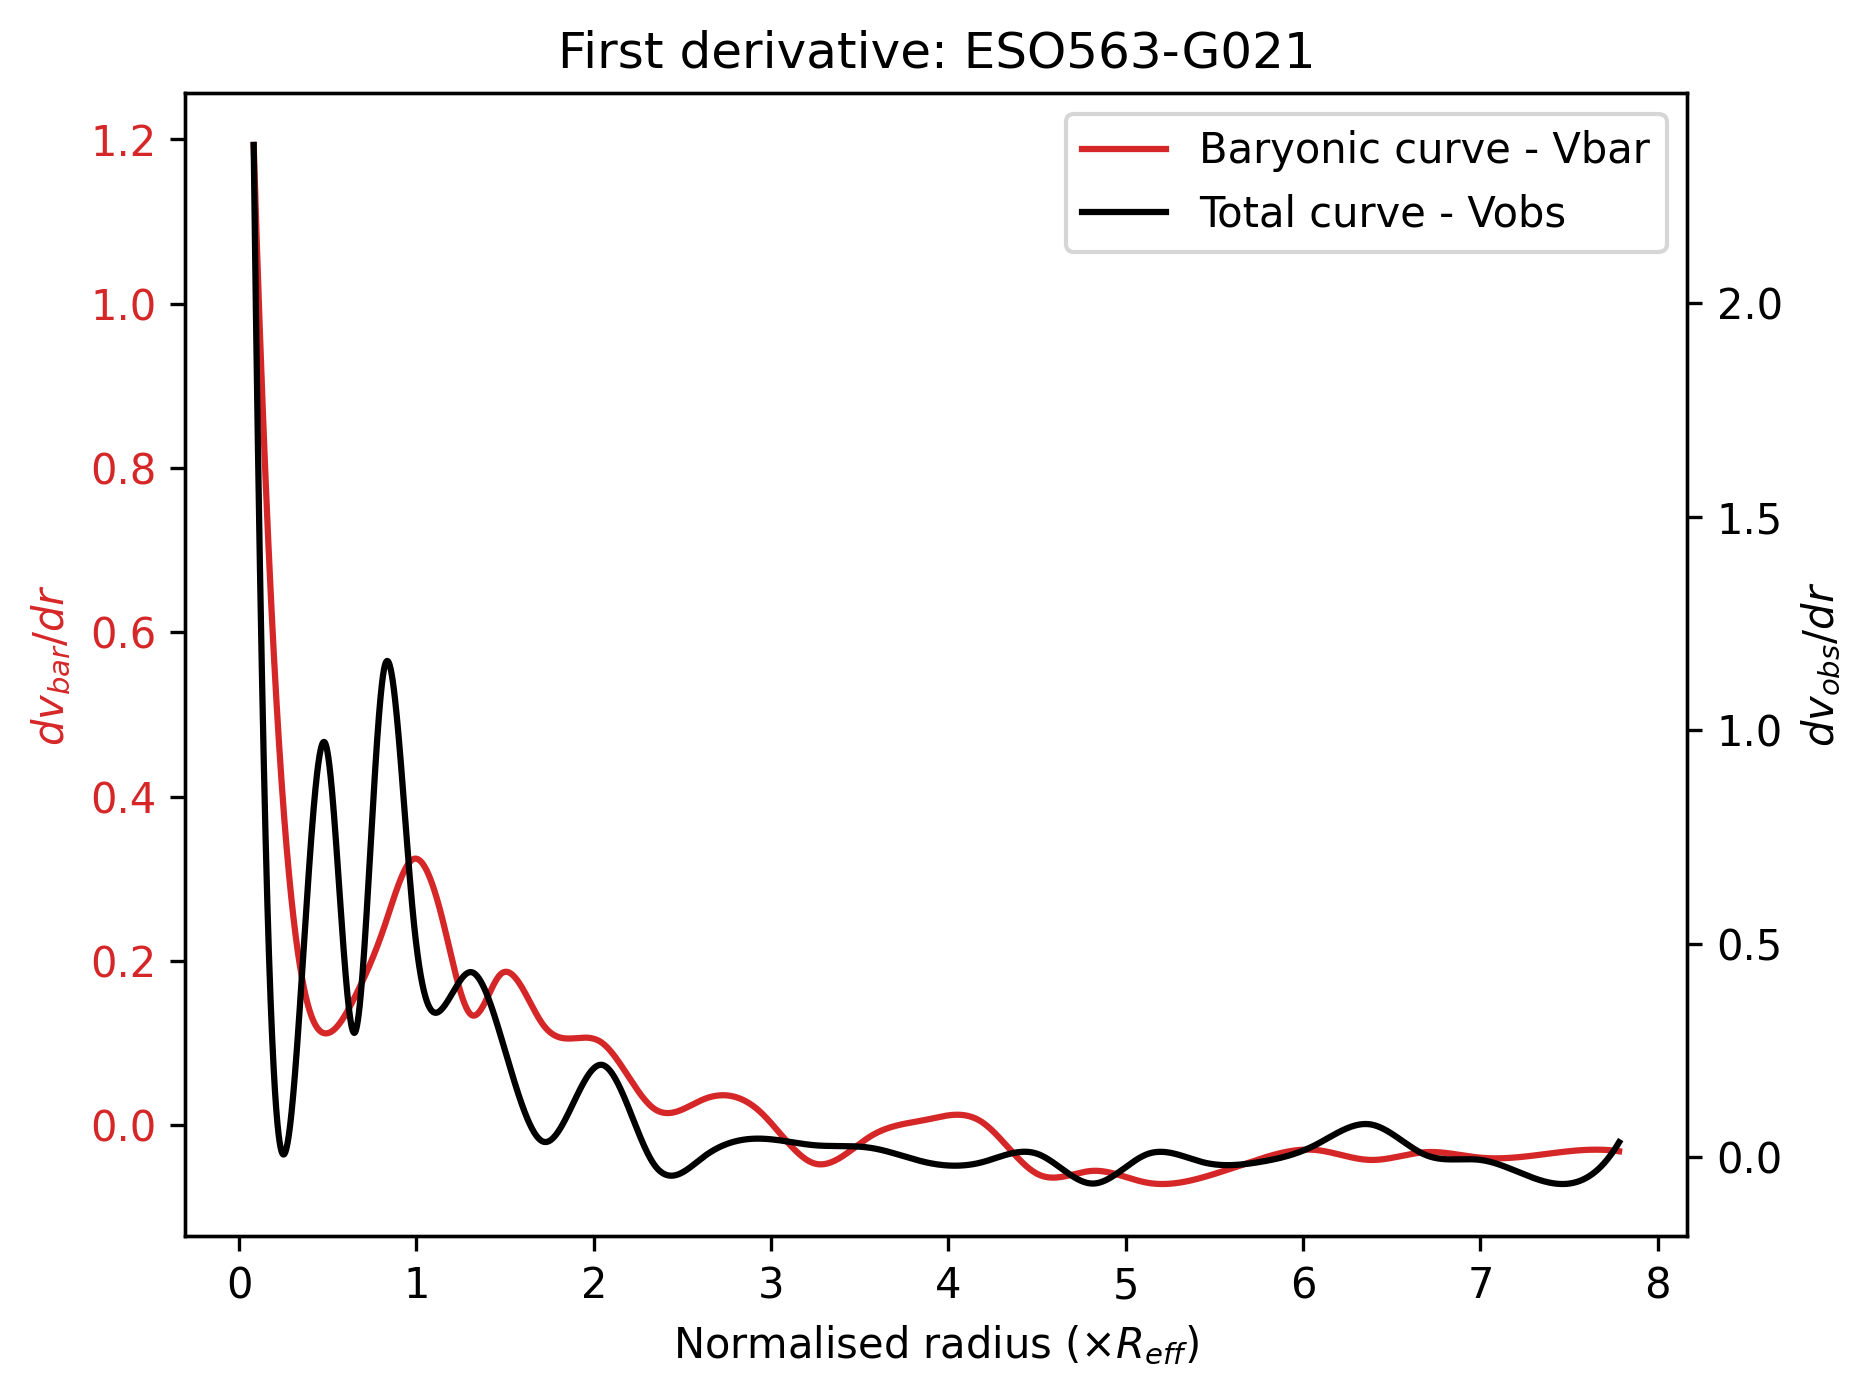 First derivative: ESO563-G021
Baryonic curve - Vbar
Total curve - Vobs
1.2
1.0
0.8
0.6
0.4
0.2
0.0
dv_bar/dr
2.0
1.5
1.0
0.5
0.0
dv_obs/dr
0 1 2 3 4 5 6 7 8
Normalised radius (×R_eff)